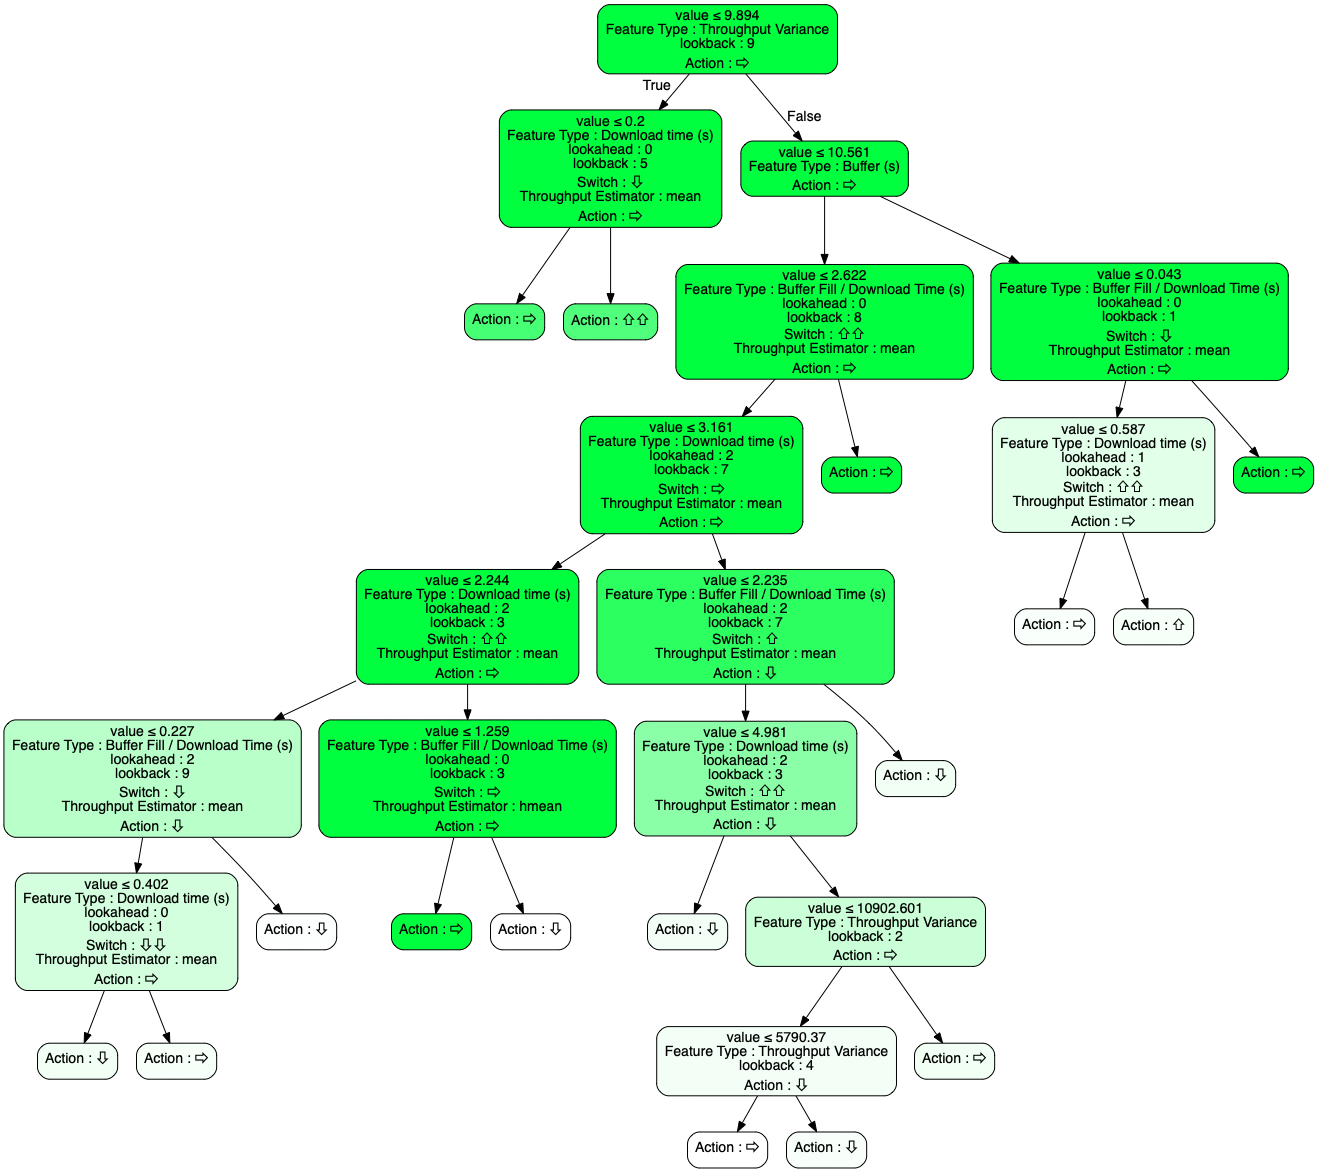 value ≤ 9.894
Feature Type : Throughput Variance
lookback : 9
Action : ⇨
True
False
value ≤ 0.2
Feature Type : Download time (s)
lookahead : 0
lookback : 5
Switch : ⇩
Throughput Estimator : mean
Action : ⇨
value ≤ 10.561
Feature Type : Buffer (s)
Action : ⇨
Action : ⇨
Action : ⇧⇧
value ≤ 2.622
Feature Type : Buffer Fill / Download Time (s)
lookahead : 0
lookback : 8
Switch : ⇧⇧
Throughput Estimator : mean
Action : ⇨
value ≤ 0.043
Feature Type : Buffer Fill / Download Time (s)
lookahead : 0
lookback : 1
Switch : ⇩
Throughput Estimator : mean
Action : ⇨
value ≤ 3.161
Feature Type : Download time (s)
lookahead : 2
lookback : 7
Switch : ⇨
Throughput Estimator : mean
Action : ⇨
Action : ⇨
value ≤ 0.587
Feature Type : Download time (s)
lookahead : 1
lookback : 3
Switch : ⇧⇧
Throughput Estimator : mean
Action : ⇨
Action : ⇨
value ≤ 2.244
Feature Type : Download time (s)
lookahead : 2
lookback : 3
Switch : ⇧⇧
Throughput Estimator : mean
Action : ⇨
value ≤ 2.235
Feature Type : Buffer Fill / Download Time (s)
lookahead : 2
lookback : 7
Switch : ⇧
Throughput Estimator : mean
Action : ⇩
Action : ⇨
Action : ⇧
value ≤ 0.227
Feature Type : Buffer Fill / Download Time (s)
lookahead : 2
lookback : 9
Switch : ⇩
Throughput Estimator : mean
Action : ⇩
value ≤ 1.259
Feature Type : Buffer Fill / Download Time (s)
lookahead : 0
lookback : 3
Switch : ⇨
Throughput Estimator : hmean
Action : ⇨
value ≤ 4.981
Feature Type : Download time (s)
lookahead : 2
lookback : 3
Switch : ⇧⇧
Throughput Estimator : mean
Action : ⇩
Action : ⇩
value ≤ 0.402
Feature Type : Download time (s)
lookahead : 0
lookback : 1
Switch : ⇩⇩
Throughput Estimator : mean
Action : ⇨
Action : ⇩
Action : ⇨
Action : ⇩
Action : ⇩
value ≤ 10902.601
Feature Type : Throughput Variance
lookback : 2
Action : ⇨
Action : ⇩
Action : ⇨
value ≤ 5790.37
Feature Type : Throughput Variance
lookback : 4
Action : ⇩
Action : ⇨
Action : ⇨
Action : ⇩